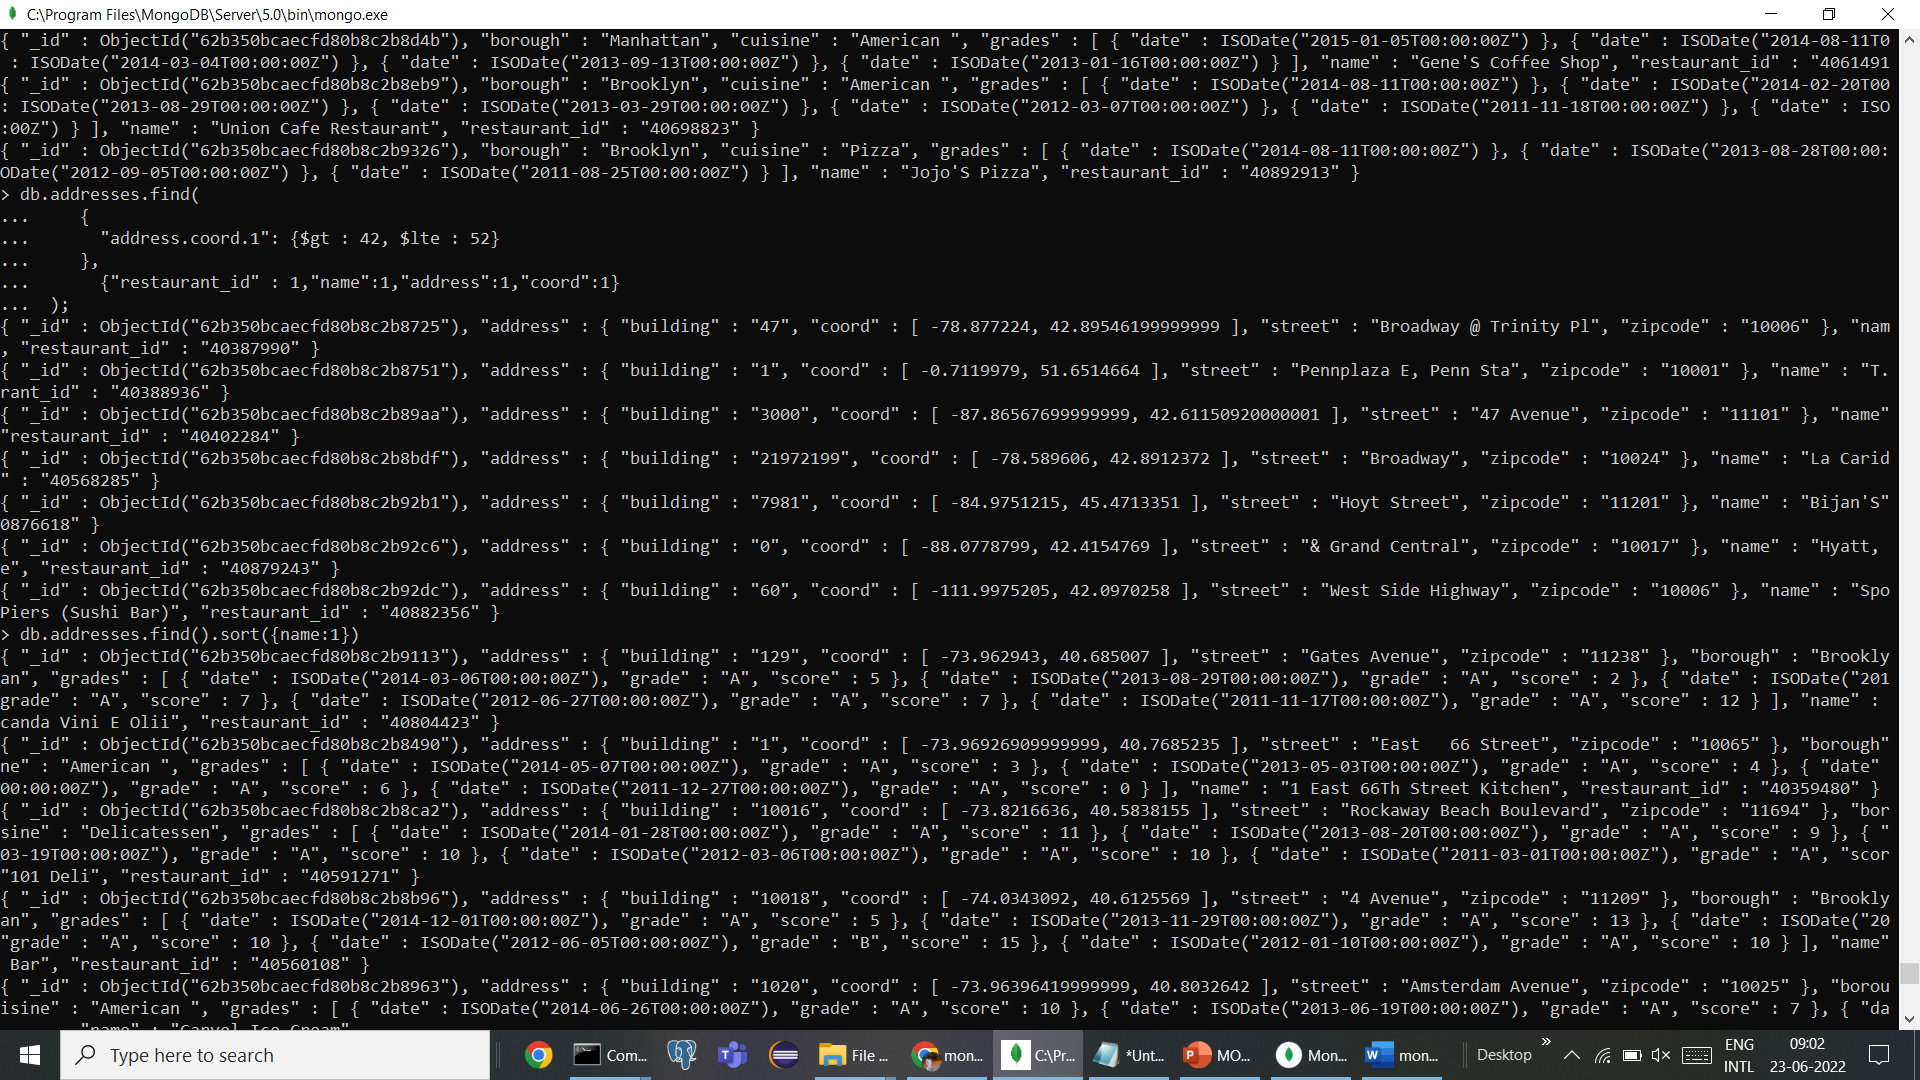 C:\Program Files\MongoDB\Server\5.0\bin\mongo.exe
{ "_id" : ObjectId("62b350bcaecfd80b8c2b8d4b"), "borough" : "Manhattan", "cuisine" : "American ", "grades" : [ { "date" : ISODate("2015-01-05T00:00:00Z") }, { "date" : ISODate("2014-08-11T0
 : ISODate("2014-03-04T00:00:00Z") }, { "date" : ISODate("2013-09-13T00:00:00Z") }, { "date" : ISODate("2013-01-16T00:00:00Z") } ], "name" : "Gene'S Coffee Shop", "restaurant_id" : "4061491
{ "_id" : ObjectId("62b350bcaecfd80b8c2b8eb9"), "borough" : "Brooklyn", "cuisine" : "American ", "grades" : [ { "date" : ISODate("2014-08-11T00:00:00Z") }, { "date" : ISODate("2014-02-20T00
: ISODate("2013-08-29T00:00:00Z") }, { "date" : ISODate("2013-03-29T00:00:00Z") }, { "date" : ISODate("2012-03-07T00:00:00Z") }, { "date" : ISODate("2011-11-18T00:00:00Z") }, { "date" : ISO
:00Z") } ], "name" : "Union Cafe Restaurant", "restaurant_id" : "40698823" }
{ "_id" : ObjectId("62b350bcaecfd80b8c2b9326"), "borough" : "Brooklyn", "cuisine" : "Pizza", "grades" : [ { "date" : ISODate("2014-08-11T00:00:00Z") }, { "date" : ISODate("2013-08-28T00:00:
ODate("2012-09-05T00:00:00Z") }, { "date" : ISODate("2011-08-25T00:00:00Z") } ], "name" : "Jojo'S Pizza", "restaurant_id" : "40892913" }
> db.addresses.find(
...     {
...       "address.coord.1": {$gt : 42, $lte : 52}
...     },
...       {"restaurant_id" : 1,"name":1,"address":1,"coord":1}
...  );
{ "_id" : ObjectId("62b350bcaecfd80b8c2b8725"), "address" : { "building" : "47", "coord" : [ -78.877224, 42.89546199999999 ], "street" : "Broadway @ Trinity Pl", "zipcode" : "10006" }, "nam
, "restaurant_id" : "40387990" }
{ "_id" : ObjectId("62b350bcaecfd80b8c2b8751"), "address" : { "building" : "1", "coord" : [ -0.7119979, 51.6514664 ], "street" : "Pennplaza E, Penn Sta", "zipcode" : "10001" }, "name" : "T.
rant_id" : "40388936" }
{ "_id" : ObjectId("62b350bcaecfd80b8c2b89aa"), "address" : { "building" : "3000", "coord" : [ -87.86567699999999, 42.61150920000001 ], "street" : "47 Avenue", "zipcode" : "11101" }, "name"
"restaurant_id" : "40402284" }
{ "_id" : ObjectId("62b350bcaecfd80b8c2b8bdf"), "address" : { "building" : "21972199", "coord" : [ -78.589606, 42.8912372 ], "street" : "Broadway", "zipcode" : "10024" }, "name" : "La Carid
" : "40568285" }
{ "_id" : ObjectId("62b350bcaecfd80b8c2b92b1"), "address" : { "building" : "7981", "coord" : [ -84.9751215, 45.4713351 ], "street" : "Hoyt Street", "zipcode" : "11201" }, "name" : "Bijan'S"
0876618" }
{ "_id" : ObjectId("62b350bcaecfd80b8c2b92c6"), "address" : { "building" : "0", "coord" : [ -88.0778799, 42.4154769 ], "street" : "& Grand Central", "zipcode" : "10017" }, "name" : "Hyatt,
e", "restaurant_id" : "40879243" }
{ "_id" : ObjectId("62b350bcaecfd80b8c2b92dc"), "address" : { "building" : "60", "coord" : [ -111.9975205, 42.0970258 ], "street" : "West Side Highway", "zipcode" : "10006" }, "name" : "Spo
Piers (Sushi Bar)", "restaurant_id" : "40882356" }
> db.addresses.find().sort({name:1})
{ "_id" : ObjectId("62b350bcaecfd80b8c2b9113"), "address" : { "building" : "129", "coord" : [ -73.962943, 40.685007 ], "street" : "Gates Avenue", "zipcode" : "11238" }, "borough" : "Brookly
an", "grades" : [ { "date" : ISODate("2014-03-06T00:00:00Z"), "grade" : "A", "score" : 5 }, { "date" : ISODate("2013-08-29T00:00:00Z"), "grade" : "A", "score" : 2 }, { "date" : ISODate("201
grade" : "A", "score" : 7 }, { "date" : ISODate("2012-06-27T00:00:00Z"), "grade" : "A", "score" : 7 }, { "date" : ISODate("2011-11-17T00:00:00Z"), "grade" : "A", "score" : 12 } ], "name" :
canda Vini E Olii", "restaurant_id" : "40804423" }
{ "_id" : ObjectId("62b350bcaecfd80b8c2b8490"), "address" : { "building" : "1", "coord" : [ -73.96926909999999, 40.7685235 ], "street" : "East   66 Street", "zipcode" : "10065" }, "borough"
ne" : "American ", "grades" : [ { "date" : ISODate("2014-05-07T00:00:00Z"), "grade" : "A", "score" : 3 }, { "date" : ISODate("2013-05-03T00:00:00Z"), "grade" : "A", "score" : 4 }, { "date"
00:00:00Z"), "grade" : "A", "score" : 6 }, { "date" : ISODate("2011-12-27T00:00:00Z"), "grade" : "A", "score" : 0 } ], "name" : "1 East 66Th Street Kitchen", "restaurant_id" : "40359480" }
{ "_id" : ObjectId("62b350bcaecfd80b8c2b8ca2"), "address" : { "building" : "10016", "coord" : [ -73.8216636, 40.5838155 ], "street" : "Rockaway Beach Boulevard", "zipcode" : "11694" }, "bor
sine" : "Delicatessen", "grades" : [ { "date" : ISODate("2014-01-28T00:00:00Z"), "grade" : "A", "score" : 11 }, { "date" : ISODate("2013-08-20T00:00:00Z"), "grade" : "A", "score" : 9 }, { "
03-19T00:00:00Z"), "grade" : "A", "score" : 10 }, { "date" : ISODate("2012-03-06T00:00:00Z"), "grade" : "A", "score" : 10 }, { "date" : ISODate("2011-03-01T00:00:00Z"), "grade" : "A", "scor
"101 Deli", "restaurant_id" : "40591271" }
{ "_id" : ObjectId("62b350bcaecfd80b8c2b8b96"), "address" : { "building" : "10018", "coord" : [ -74.0343092, 40.6125569 ], "street" : "4 Avenue", "zipcode" : "11209" }, "borough" : "Brookly
an", "grades" : [ { "date" : ISODate("2014-12-01T00:00:00Z"), "grade" : "A", "score" : 5 }, { "date" : ISODate("2013-11-29T00:00:00Z"), "grade" : "A", "score" : 13 }, { "date" : ISODate("20
"grade" : "A", "score" : 10 }, { "date" : ISODate("2012-06-05T00:00:00Z"), "grade" : "B", "score" : 15 }, { "date" : ISODate("2012-01-10T00:00:00Z"), "grade" : "A", "score" : 10 } ], "name"
 Bar", "restaurant_id" : "40560108" }
{ "_id" : ObjectId("62b350bcaecfd80b8c2b8963"), "address" : { "building" : "1020", "coord" : [ -73.96396419999999, 40.8032642 ], "street" : "Amsterdam Avenue", "zipcode" : "10025" }, "borou
isine" : "American ", "grades" : [ { "date" : ISODate("2014-06-26T00:00:00Z"), "grade" : "A", "score" : 10 }, { "date" : ISODate("2013-06-19T00:00:00Z"), "grade" : "A", "score" : 7 }, { "da
Type here to search
Com...
File ...
mon...
C:\Pr...
*Unt...
MO...
Mon...
mon...
Desktop
ENG
INTL
09:02
23-06-2022